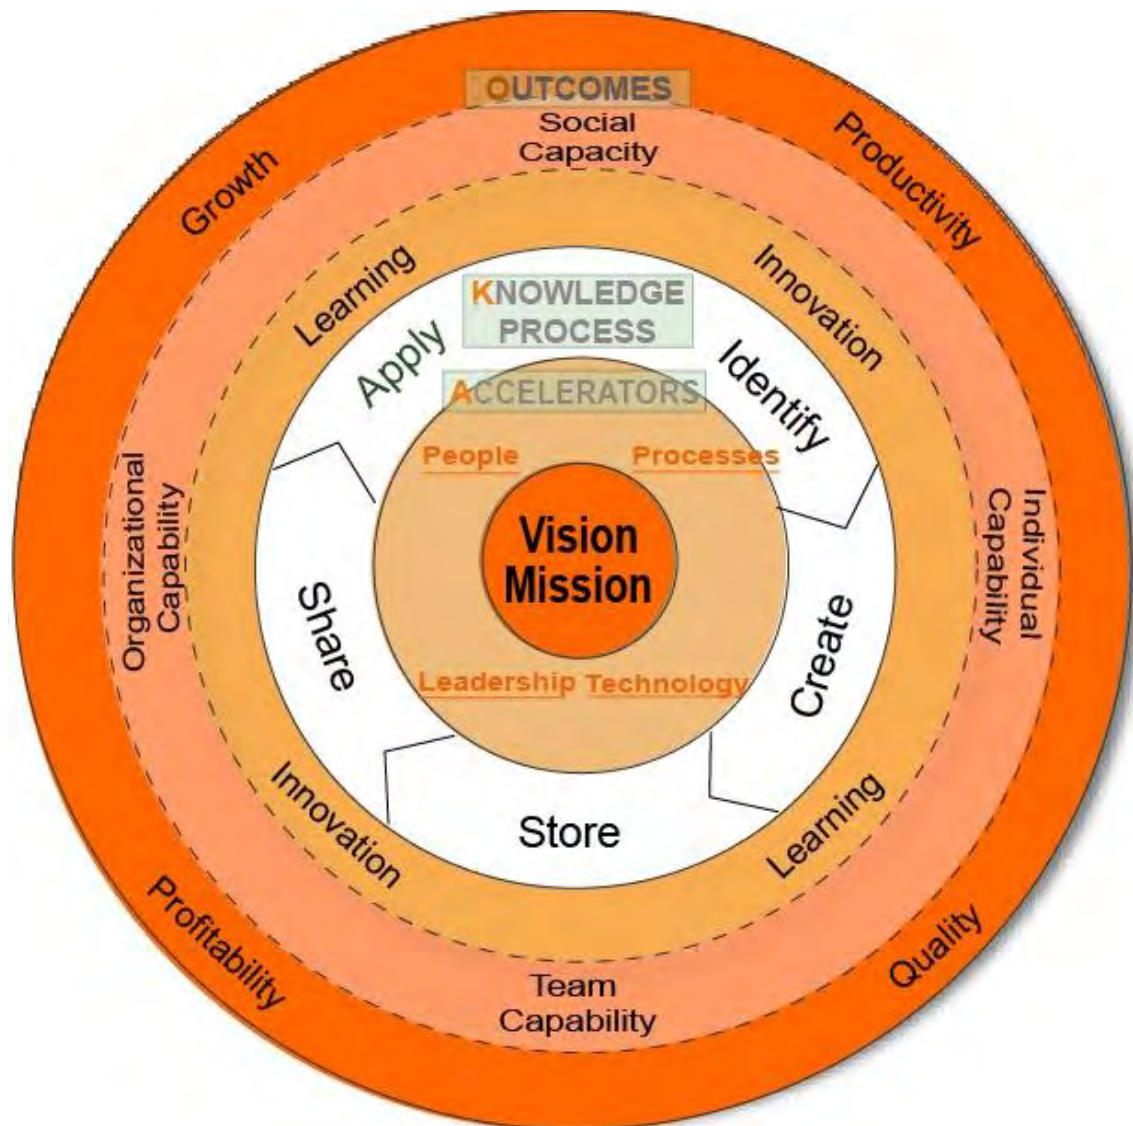 OUTCOMES
Social
Capacity
Growth
Productivity
Learning
Innovation
KNOWLEDGE
PROCESS
Apply
Identify
ACCELERATORS
People
Processes
Vision
Mission
Organizational
Capability
Individual
Capability
Share
Create
Leadership
Technology
Store
Innovation
Learning
Profitability
Quality
Team
Capability